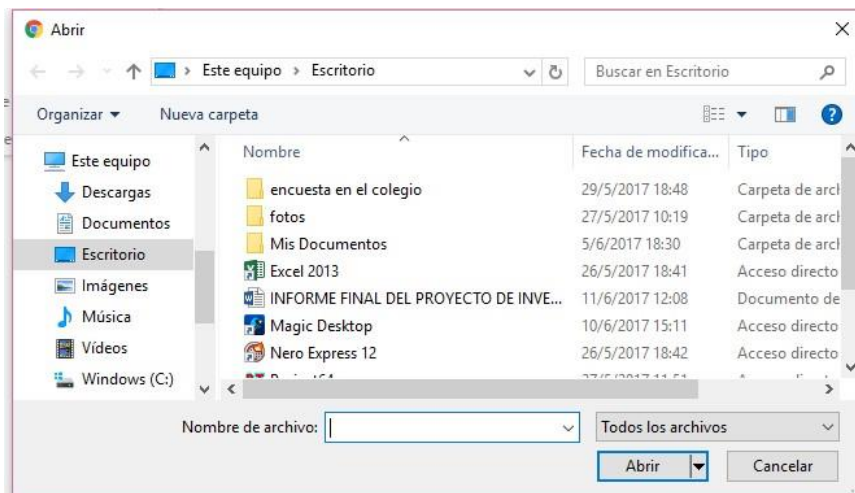 Abrir
Este equipo > Escritorio
Buscar en Escritorio
Organizar
Nueva carpeta
Nombre
Fecha de modifica...
Tipo
Este equipo
Descargas
Documentos
Escritorio
Imágenes
Música
Vídeos
Windows (C:)
encuesta en el colegio 29/5/2017 18:48 Carpeta de arch
fotos 27/5/2017 10:19 Carpeta de arch
Mis Documentos 5/6/2017 18:30 Carpeta de arch
Excel 2013 26/5/2017 18:41 Acceso directo
INFORME FINAL DEL PROYECTO DE INVE... 11/6/2017 12:08 Documento de
Magic Desktop 10/6/2017 15:11 Acceso directo
Nero Express 12 26/5/2017 18:42 Acceso directo
Nombre de archivo:
Todos los archivos
Abrir
Cancelar